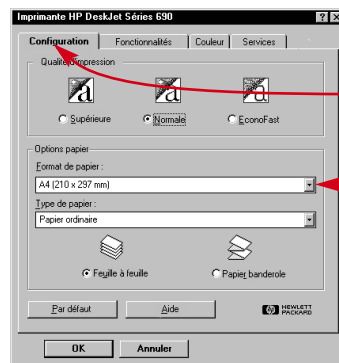 Imprimante HP DeskJet Séries 690
Configuration Fonctionnalités Couleur Services
Qualité d'impression
Supérieure Normale EconoFast
Options papier
Format de papier :
A4 (210 x 297 mm)
Type de papier :
Papier ordinaire
Feuille à feuille Papier banderole
Par défaut Aide HEWLETT
PACKARD
OK Annuler